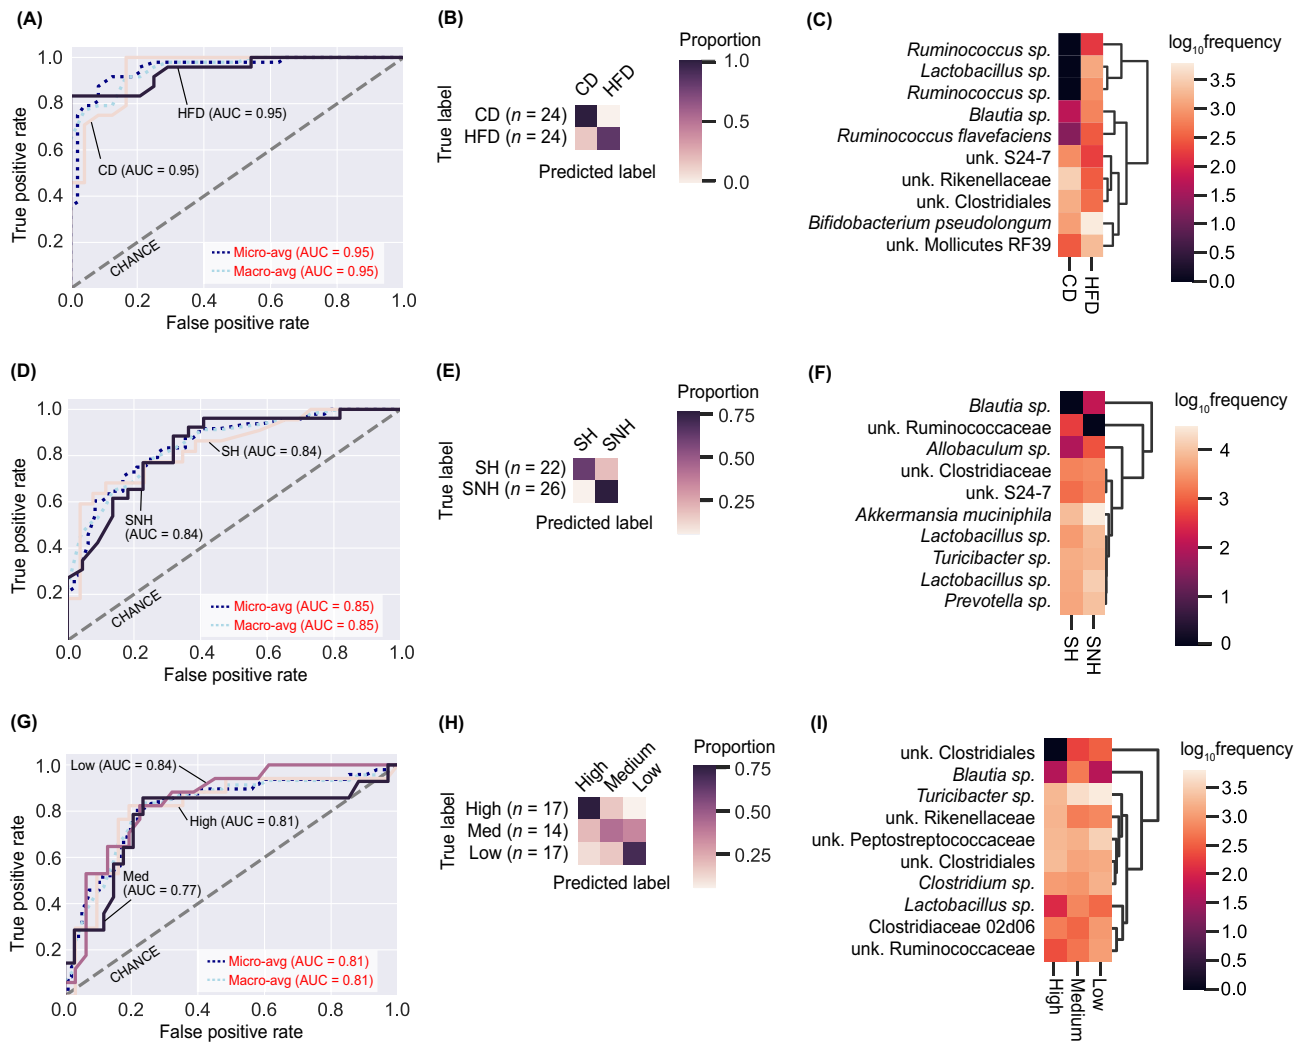 (A)
True positive rate
1.0
0.8
0.6
0.4
0.2
HFD (AUC = 0.95)
CD (AUC = 0.95)
CHANCE
Micro-avg (AUC = 0.95)
Macro-avg (AUC = 0.95)
0.0 0.2 0.4 0.6 0.8 1.0
False positive rate
(B)
Proportion
1.0
0.5
0.0
True label
CD HFD
CD (n = 24)
HFD (n = 24)
Predicted label
(C)
log10frequency
Ruminococcus sp.
Lactobacillus sp.
Ruminococcus sp.
Blautia sp.
Ruminococcus flavefaciens
unk. S24-7
unk. Rikenellaceae
unk. Clostridiales
Bifidobacterium pseudolongum
unk. Mollicutes RF39
CD HFD
3.5
3.0
2.5
2.0
1.5
1.0
0.5
0.0
(D)
True positive rate
1.0
0.8
0.6
0.4
0.2
SH (AUC = 0.84)
SNH
(AUC = 0.84)
CHANCE
Micro-avg (AUC = 0.85)
Macro-avg (AUC = 0.85)
0.0 0.2 0.4 0.6 0.8 1.0
False positive rate
(E)
Proportion
0.75
0.50
0.25
True label
SH SNH
SH (n = 22)
SNH (n = 26)
Predicted label
(F)
log10frequency
Blautia sp.
unk. Ruminococcaceae
Allobaculum sp.
unk. Clostridiaceae
unk. S24-7
Akkermansia muciniphila
Lactobacillus sp.
Turicibacter sp.
Lactobacillus sp.
Prevotella sp.
SH SNH
4
3
2
1
0
(G)
True positive rate
1.0
0.8
0.6
0.4
0.2
Low (AUC = 0.84)
High (AUC = 0.81)
Med
(AUC = 0.77)
CHANCE
Micro-avg (AUC = 0.81)
Macro-avg (AUC = 0.81)
0.0 0.2 0.4 0.6 0.8 1.0
False positive rate
(H)
Proportion
0.75
0.50
0.25
True label
High Medium Low
High (n = 17)
Med (n = 14)
Low (n = 17)
Predicted label
(I)
log10frequency
unk. Clostridiales
Blautia sp.
Turicibacter sp.
unk. Rikenellaceae
unk. Peptostreptococcaceae
unk. Clostridiales
Clostridium sp.
Lactobacillus sp.
Clostridiaceae 02d06
unk. Ruminococcaceae
High Medium Low
3.5
3.0
2.5
2.0
1.5
1.0
0.5
0.0